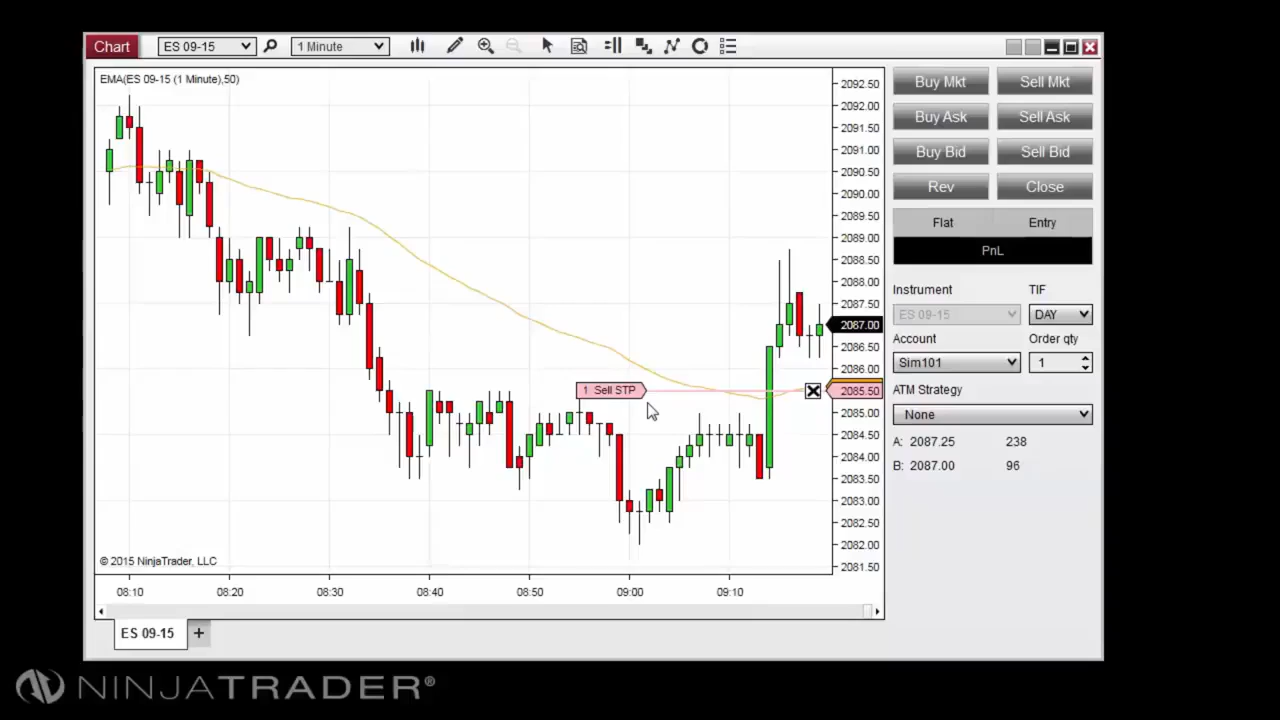 Chart
ES 09-15
1 Minute
EMA(ES 09-15 (1 Minute),50)
2092.50
2092.00
2091.50
2091.00
2090.50
2090.00
2089.50
2089.00
2088.50
2088.00
2087.50
2087.00
2086.50
2086.00
2085.50
2085.00
2084.50
2084.00
2083.50
2083.00
2082.50
2082.00
2081.50
1 Sell STP
© 2015 NinjaTrader, LLC
08:10 08:20 08:30 08:40 08:50 09:00 09:10
ES 09-15
+
Buy Mkt Sell Mkt
Buy Ask Sell Ask
Buy Bid Sell Bid
Rev Close
Flat Entry
PnL
Instrument TIF
ES 09-15 DAY
Account Order qty
Sim101 1
ATM Strategy
None
A: 2087.25 238
B: 2087.00 96
NINJATRADER®